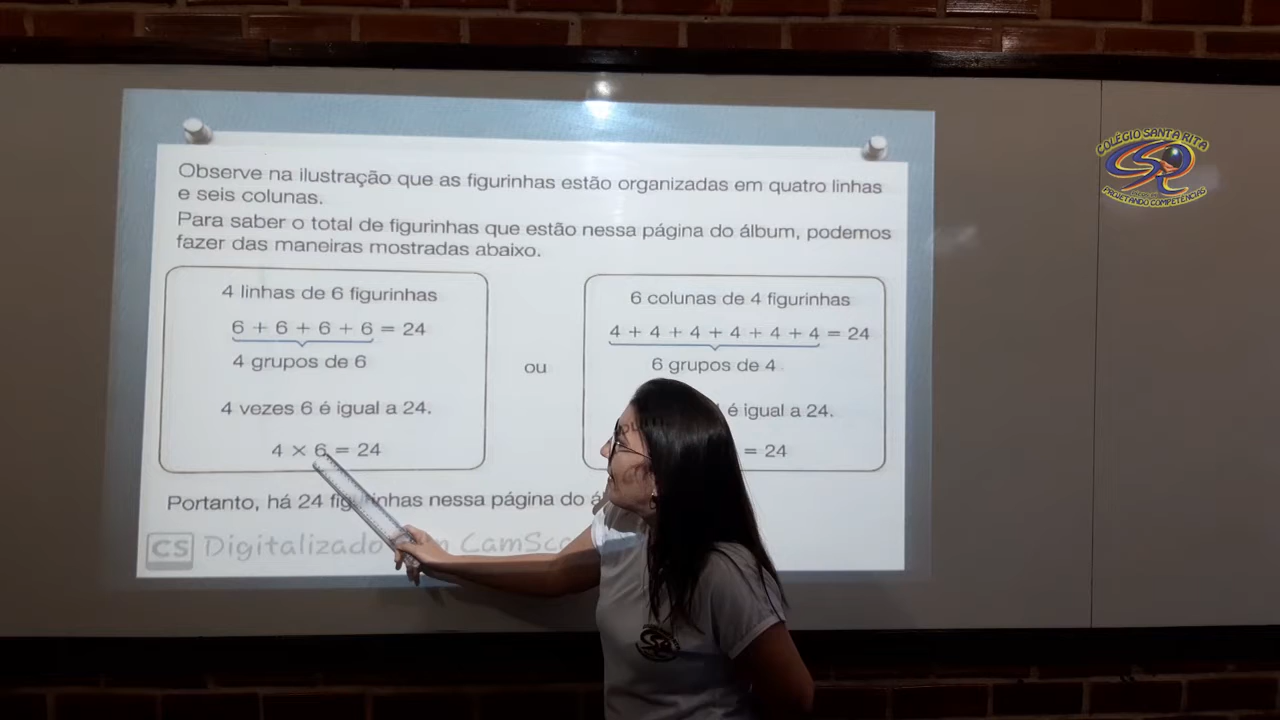 Observe na ilustração que as figurinhas estão organizadas em quatro linhas
e seis colunas.
Para saber o total de figurinhas que estão nessa página do álbum, podemos
fazer das maneiras mostradas abaixo.
4 linhas de 6 figurinhas
6 + 6 + 6 + 6 = 24
4 grupos de 6
4 vezes 6 é igual a 24.
4 × 6 = 24
ou
6 colunas de 4 figurinhas
4 + 4 + 4 + 4 + 4 + 4 = 24
6 grupos de 4
é igual a 24.
= 24
Portanto, há 24 figurinhas nessa página do
CS Digitalizado
COLÉGIO SANTA RITA
PROJETANDO COMPETÊNCIAS